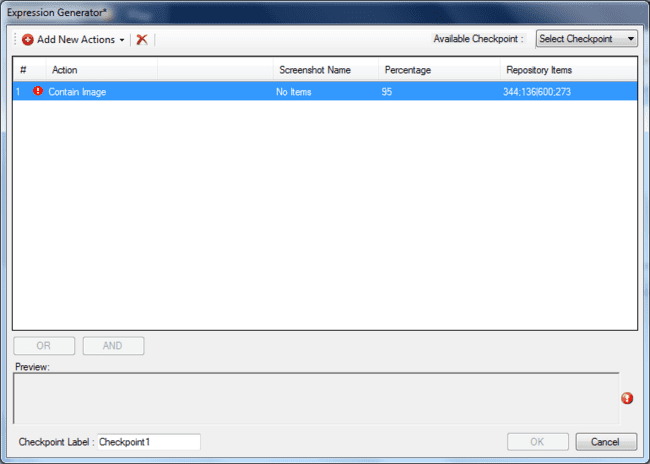 Expression Generator*
Add New Actions
Available Checkpoint :
Select Checkpoint
# Action Screenshot Name Percentage Repository Items
1 Contain Image No Items 95 344;136|600;273
OR AND
Preview:
Checkpoint Label : Checkpoint1
OK Cancel